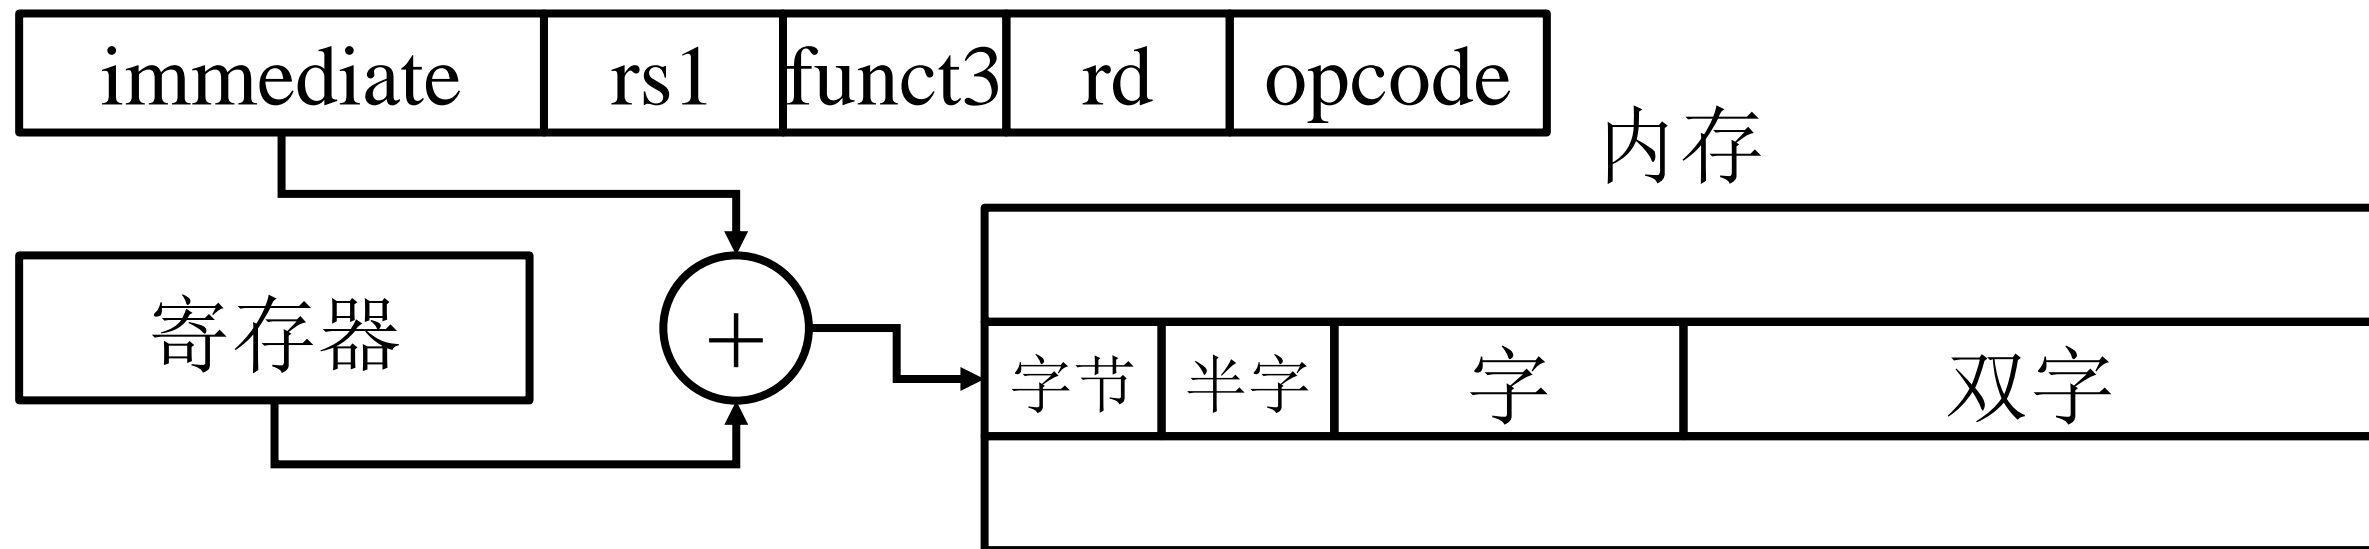 immediate rs1 funct3 rd opcode
内存
寄存器
+
字节 半字 字 双字